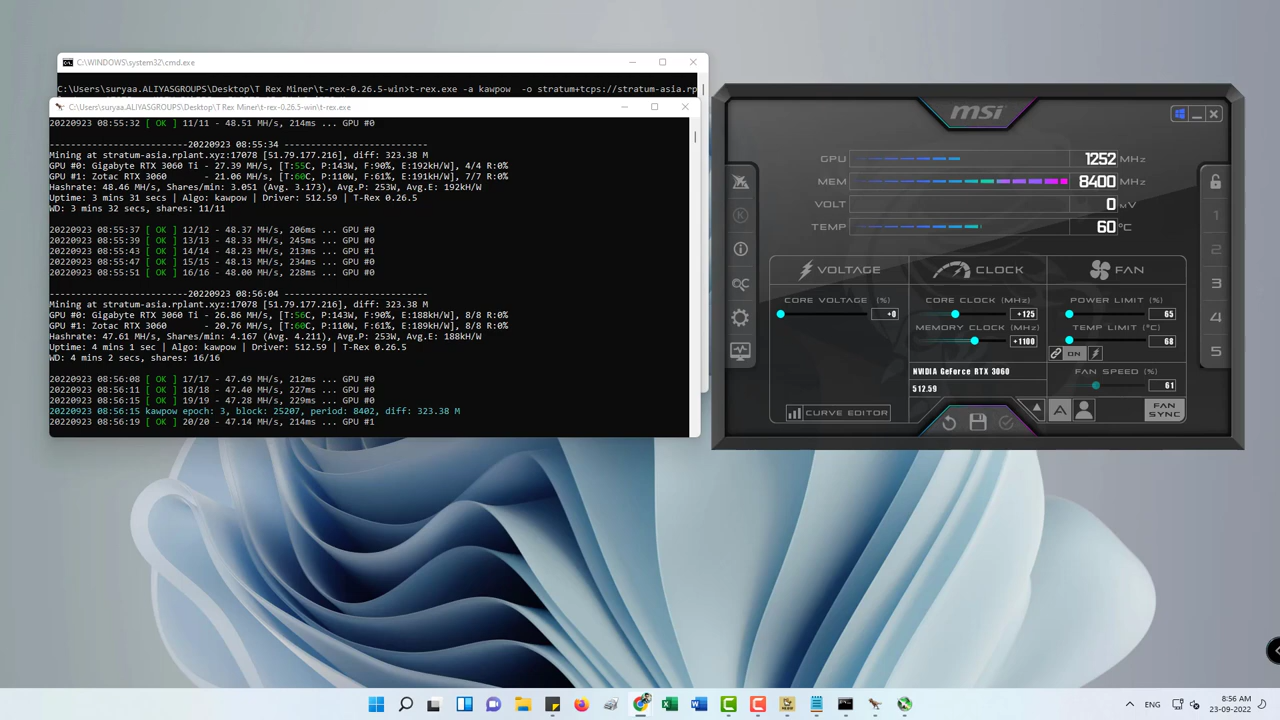 C:\WINDOWS\system32\cmd.exe
C:\Users\suryaa.ALIYASGROUPS\Desktop\T Rex Miner\t-rex-0.26.5-win>t-rex.exe -a kawpow  -o stratum+tcps://stratum-asia.rp
C:\Users\suryaa.ALIYASGROUPS\Desktop\T Rex Miner\t-rex-0.26.5-win\t-rex.exe
20220923 08:55:32 [ OK ] 11/11 - 48.51 MH/s, 214ms ... GPU #0
-------------------------20220923 08:55:34 --------------------------
Mining at stratum-asia.rplant.xyz:17078 [51.79.177.216], diff: 323.38 M
GPU #0: Gigabyte RTX 3060 Ti - 27.39 MH/s, [T:55C, P:143W, F:90%, E:192kH/W], 4/4 R:0%
GPU #1: Zotac RTX 3060       - 21.06 MH/s, [T:60C, P:110W, F:61%, E:193kH/W], 7/7 R:0%
Hashrate: 48.46 MH/s, Shares/min: 3.051 (Avg. 3.173), Avg.P: 253W, Avg.E: 192kH/W
Uptime: 3 mins 31 secs | Algo: kawpow | Driver: 512.59 | T-Rex 0.26.5
WD: 3 mins 32 secs, shares: 11/11
20220923 08:55:37 [ OK ] 12/12 - 48.37 MH/s, 206ms ... GPU #0
20220923 08:55:39 [ OK ] 13/13 - 48.33 MH/s, 245ms ... GPU #0
20220923 08:55:43 [ OK ] 14/14 - 48.23 MH/s, 213ms ... GPU #1
20220923 08:55:47 [ OK ] 15/15 - 48.13 MH/s, 234ms ... GPU #0
20220923 08:55:51 [ OK ] 16/16 - 48.00 MH/s, 228ms ... GPU #0
-------------------------20220923 08:56:04 --------------------------
Mining at stratum-asia.rplant.xyz:17078 [51.79.177.216], diff: 323.38 M
GPU #0: Gigabyte RTX 3060 Ti - 26.86 MH/s, [T:55C, P:143W, F:90%, E:188kH/W], 8/8 R:0%
GPU #1: Zotac RTX 3060       - 20.76 MH/s, [T:60C, P:110W, F:61%, E:189kH/W], 8/8 R:0%
Hashrate: 47.61 MH/s, Shares/min: 4.167 (Avg. 4.211), Avg.P: 253W, Avg.E: 188kH/W
Uptime: 4 mins 1 sec | Algo: kawpow | Driver: 512.59 | T-Rex 0.26.5
WD: 4 mins 2 secs, shares: 16/16
20220923 08:56:08 [ OK ] 17/17 - 47.49 MH/s, 212ms ... GPU #0
20220923 08:56:11 [ OK ] 18/18 - 47.40 MH/s, 227ms ... GPU #0
20220923 08:56:15 [ OK ] 19/19 - 47.28 MH/s, 229ms ... GPU #0
20220923 08:56:15 kawpow epoch: 3, block: 25207, period: 8402, diff: 323.38 M
20220923 08:56:19 [ OK ] 20/20 - 47.14 MH/s, 214ms ... GPU #1
msi
GPU 1252 MHz
MEM 8400 MHz
VOLT 0 MV
TEMP 60 °C
K
OC
1
2
3
4
5
VOLTAGE
CLOCK
FAN
CORE VOLTAGE (%)
+0
CORE CLOCK (MHz)
+125
MEMORY CLOCK (MHz)
+1100
POWER LIMIT (%)
65
TEMP LIMIT (°C)
68
ON
NVIDIA GeForce RTX 3060
512.59
FAN SPEED (%)
61
CURVE EDITOR
A
FAN SYNC
ENG
8:56 AM
23-09-2022